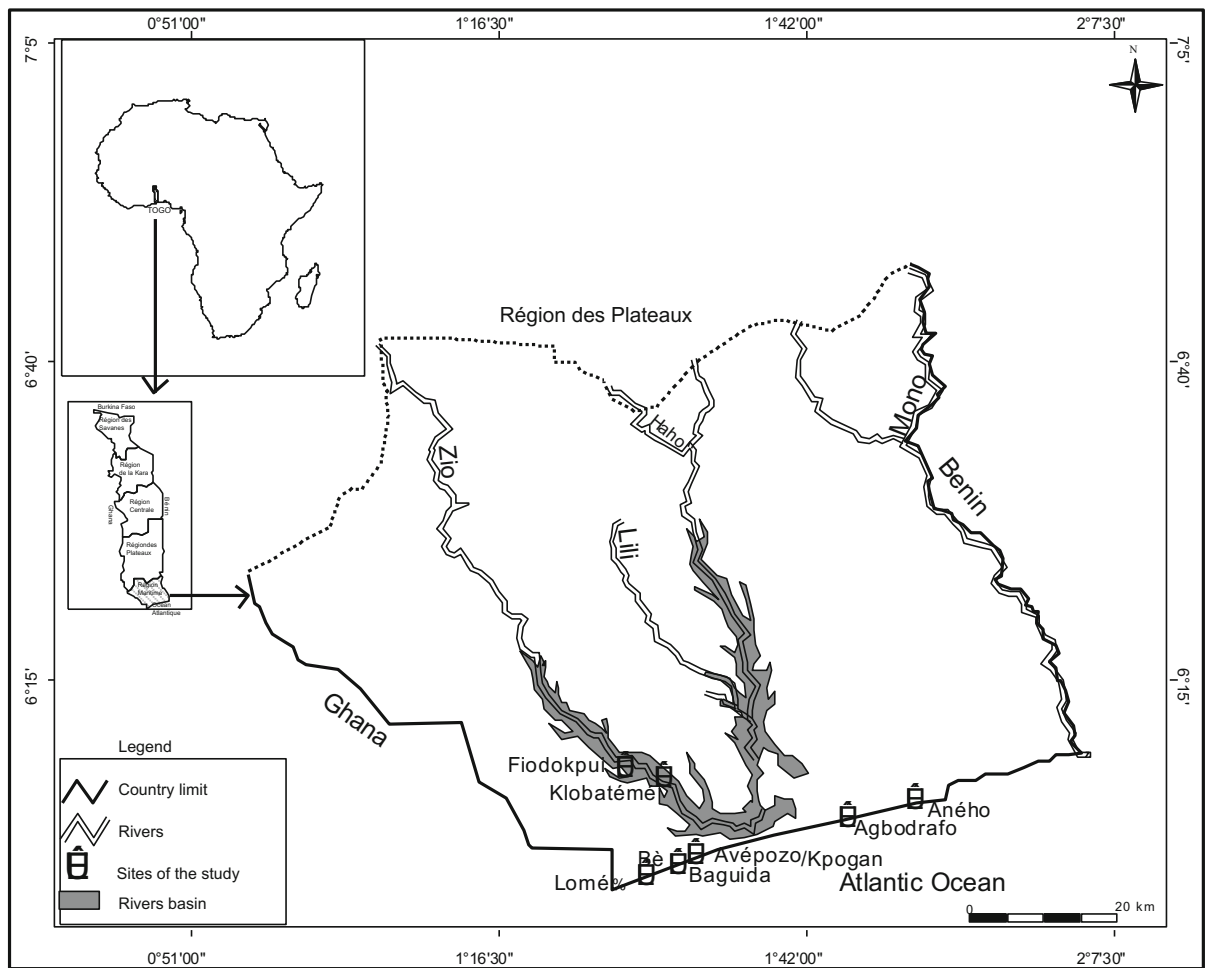 0°51'00"
1°16'30"
1°42'00"
2°7'30"
7°5'
7°5'
N
TOGO
Région des Plateaux
6°40'
6°40'
Burkina Faso
Région des
Savanes
Région
de la Kara
Région
Centrale
Bénin
Ghana
Régiondes
Plateaux
Région
Maritime
Océan
Atlantique
Mono
Haho
Zio
Benin
Lili
6°15'
6°15'
Ghana
Legend
Country limit
Rivers
Sites of the study
Rivers basin
Fiodokpui
Klobatéme
Aného
Agbodrafo
Bè
Avépozo/Kpogan
Baguida
Lomé%
Atlantic Ocean
0
20 km
0°51'00"
1°16'30"
1°42'00"
2°7'30"